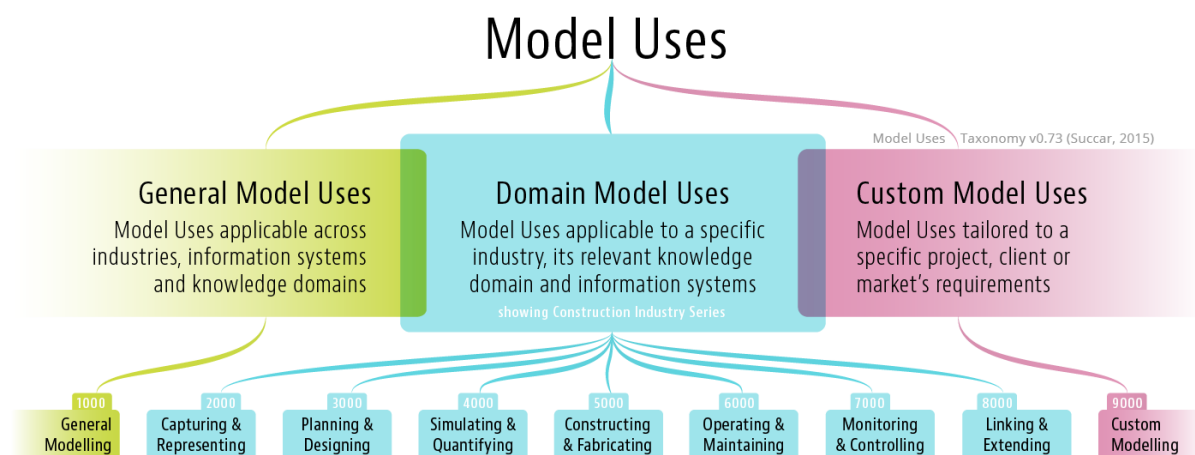 Model Uses
Model Uses Taxonomy v0.73 (Succar, 2015)
General Model Uses
Model Uses applicable across
industries, information systems
and knowledge domains
Domain Model Uses
Model Uses applicable to a specific
industry, its relevant knowledge
domain and information systems
showing Construction Industry Series
Custom Model Uses
Model Uses tailored to a
specific project, client or
market's requirements
1000
General
Modelling
2000
Capturing &
Representing
3000
Planning &
Designing
4000
Simulating &
Quantifying
5000
Constructing
& Fabricating
6000
Operating &
Maintaining
7000
Monitoring
& Controlling
8000
Linking &
Extending
9000
Custom
Modelling